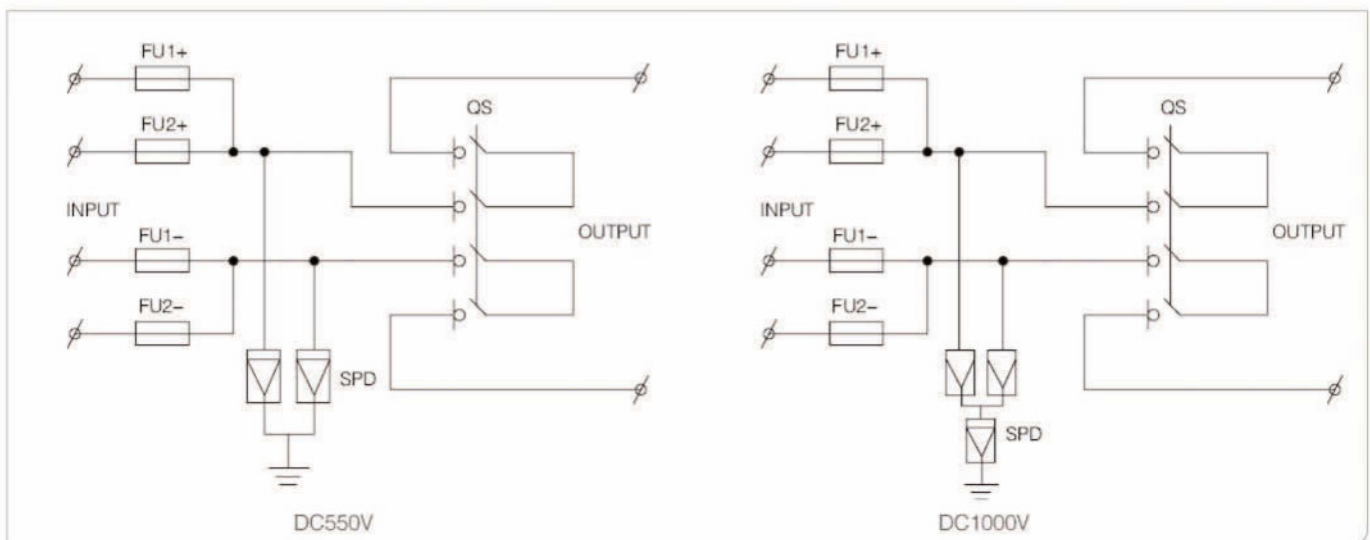 FU1+
FU2+
INPUT
FU1-
FU2-
QS
OUTPUT
SPD
DC550V
FU1+
FU2+
INPUT
FU1-
FU2-
QS
OUTPUT
SPD
DC1000V